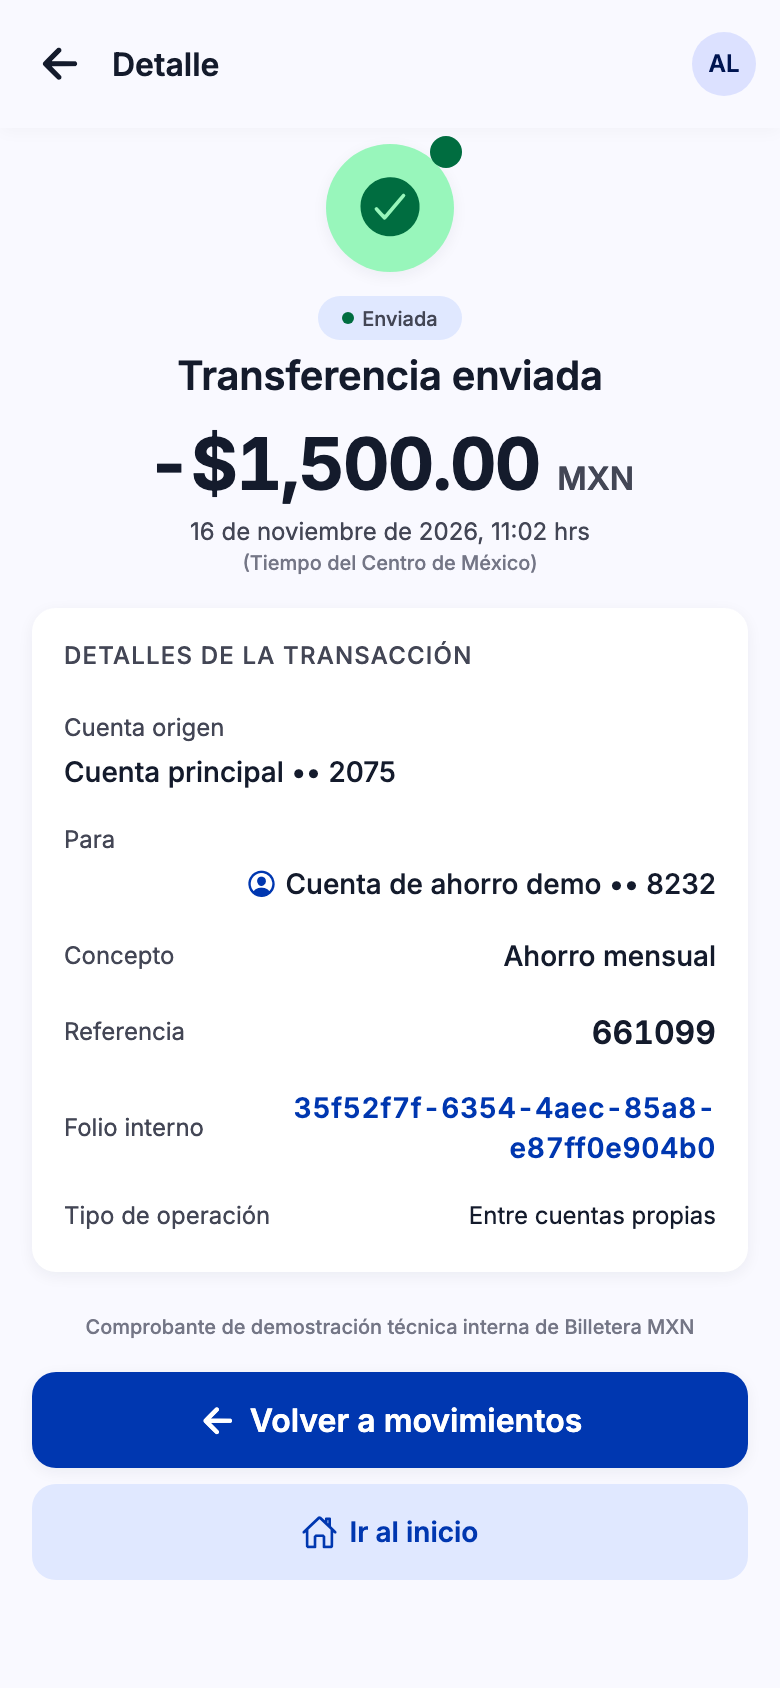 Detalle
AL
Enviada
Transferencia enviada
-$1,500.00 MXN
16 de noviembre de 2026, 11:02 hrs
(Tiempo del Centro de México)
DETALLES DE LA TRANSACCIÓN
Cuenta origen
Cuenta principal •• 2075
Para
Cuenta de ahorro demo •• 8232
Concepto
Ahorro mensual
Referencia
661099
Folio interno
35f52f7f-6354-4aec-85a8-
e87ff0e904b0
Tipo de operación
Entre cuentas propias
Comprobante de demostración técnica interna de Billetera MXN
Volver a movimientos
Ir al inicio